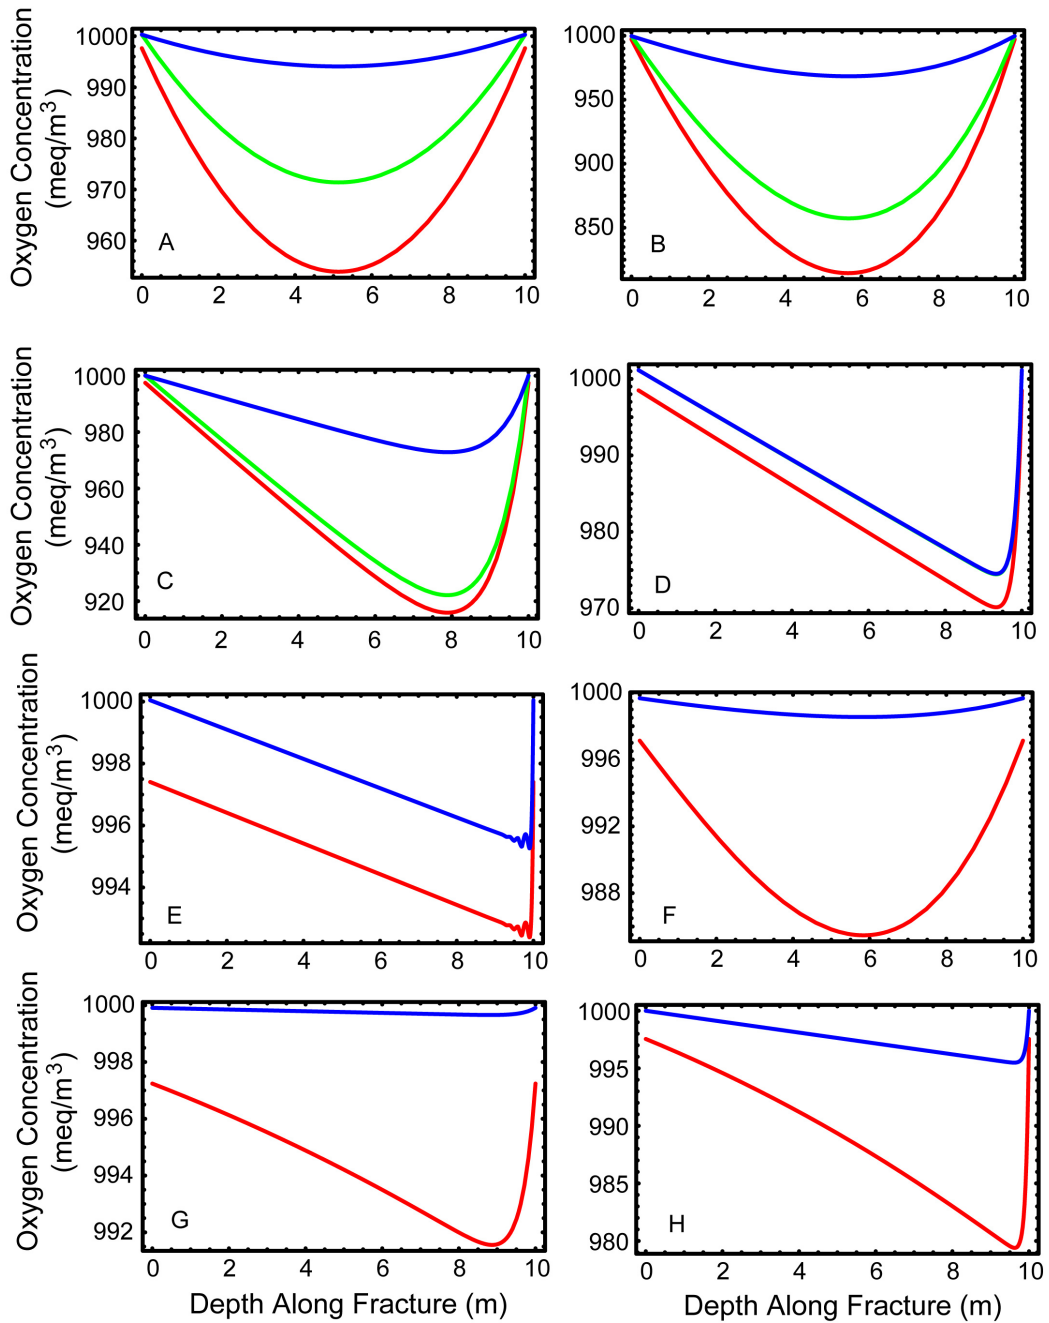 Oxygen Concentration
(meq/m³)
1000
990
980
970
960
A
0 2 4 6 8 10
1000
950
900
850
B
0 2 4 6 8 10
Oxygen Concentration
(meq/m³)
1000
980
960
940
920
C
0 2 4 6 8 10
1000
990
980
970
D
0 2 4 6 8 10
Oxygen Concentration
(meq/m³)
1000
998
996
994
E
0 2 4 6 8 10
1000
996
992
988
F
0 2 4 6 8 10
Oxygen Concentration
(meq/m³)
1000
998
996
994
992
G
0 2 4 6 8 10
Depth Along Fracture (m)
1000
995
990
985
980
H
0 2 4 6 8 10
Depth Along Fracture (m)